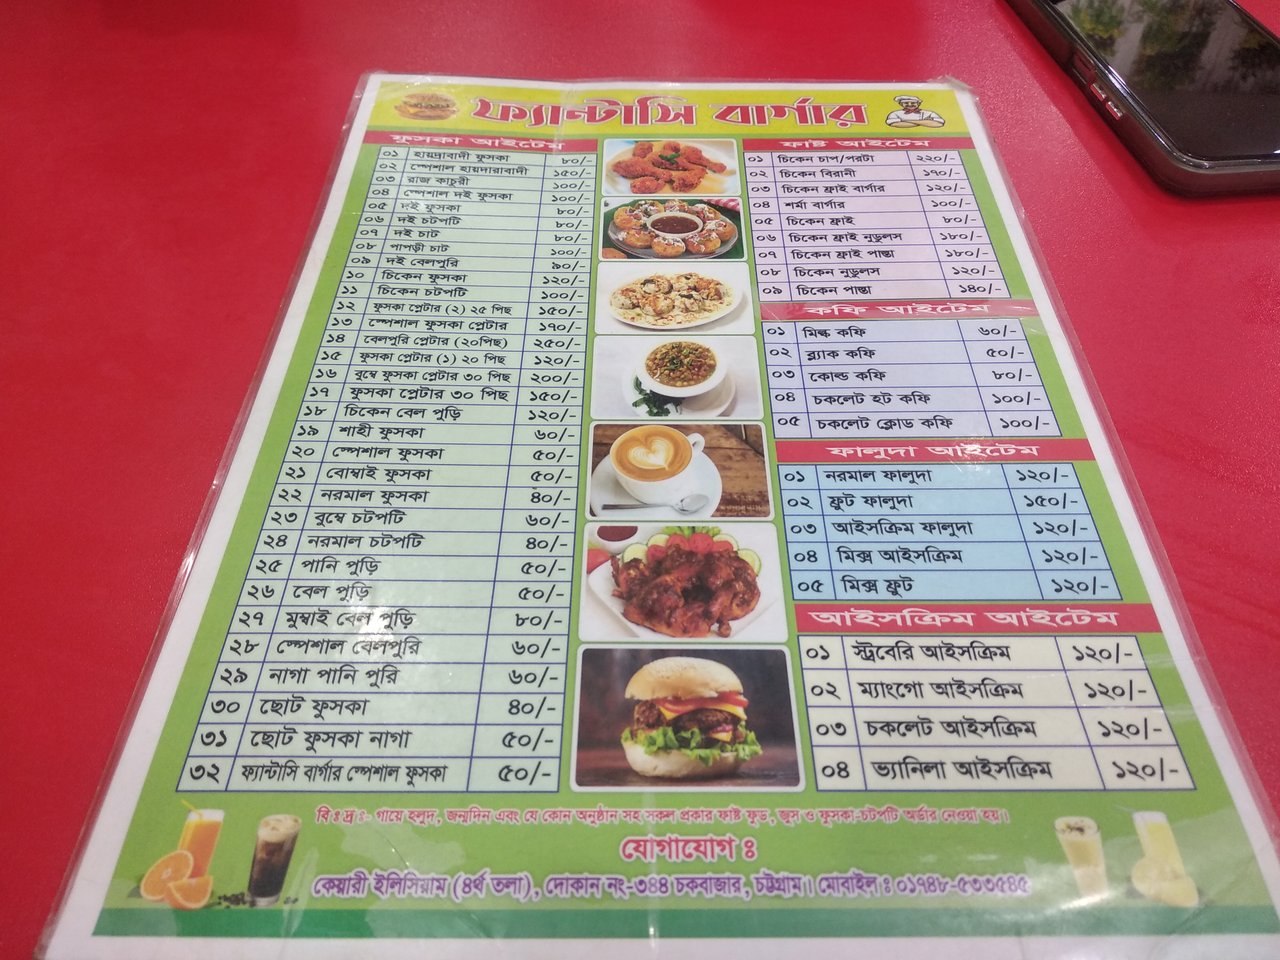 ফ্যান্টাসি বার্গার
ফুসকা আইটেম
০১ হায়দ্রাবাদী ফুসকা ৮০/-
০২ স্পেশাল হায়দারাবাদী ১৫০/-
০৩ রাজ কাচুরী ১০০/-
০৪ স্পেশাল দই ফুসকা ১০০/-
০৫ দই ফুসকা ৮০/-
০৬ দই চটপটি ৮০/-
০৭ দই চাট ৮০/-
০৮ পাপড়ী চাট ১০০/-
০৯ দই বেলপুরি ৯০/-
১০ চিকেন ফুসকা ১২০/-
১১ চিকেন চটপটি ১০০/-
১২ ফুসকা প্লেটার (২) ২৫ পিছ ১৫০/-
১৩ স্পেশাল ফুসকা প্লেটার ১৭০/-
১৪ বেলপুরি প্লেটার (২০পিছ) ২৫০/-
১৫ ফুসকা প্লেটার (১) ২০ পিছ ১২০/-
১৬ বুম্বে ফুসকা প্লেটার ৩০ পিছ ২০০/-
১৭ ফুসকা প্লেটার ৩০ পিছ ১৫০/-
১৮ চিকেন বেল পুড়ি ১২০/-
১৯ শাহী ফুসকা ৬০/-
২০ স্পেশাল ফুসকা ৫০/-
২১ বোম্বাই ফুসকা ৫০/-
২২ নরমাল ফুসকা ৪০/-
২৩ বুম্বে চটপটি ৬০/-
২৪ নরমাল চটপটি ৪০/-
২৫ পানি পুড়ি ৫০/-
২৬ বেল পুড়ি ৫০/-
২৭ মুম্বাই বেল পুড়ি ৮০/-
২৮ স্পেশাল বেলপুরি ৬০/-
২৯ নাগা পানি পুরি ৬০/-
৩০ ছোট ফুসকা ৪০/-
৩১ ছোট ফুসকা নাগা ৫০/-
৩২ ফ্যান্টাসি বার্গার স্পেশাল ফুসকা ৫০/-
ফাষ্ট আইটেম
০১ চিকেন চাপ/পরটা ২২০/-
০২ চিকেন বিরানী ১৭০/-
০৩ চিকেন ফ্রাই বার্গার ১২০/-
০৪ শর্মা বার্গার ১০০/-
০৫ চিকেন ফ্রাই ৮০/-
০৬ চিকেন ফ্রাই নুডুলস ১৮০/-
০৭ চিকেন ফ্রাই পাস্তা ১৮০/-
০৮ চিকেন নুডুলস ১২০/-
০৯ চিকেন পাস্তা ১৪০/-
কফি আইটেম
০১ মিল্ক কফি ৬০/-
০২ ব্ল্যাক কফি ৫০/-
০৩ কোল্ড কফি ৮০/-
০৪ চকলেট হট কফি ১০০/-
০৫ চকলেট ক্লোড কফি ১০০/-
ফালুদা আইটেম
০১ নরমাল ফালুদা ১২০/-
০২ ফ্রুট ফালুদা ১৫০/-
০৩ আইসক্রিম ফালুদা ১২০/-
০৪ মিক্স আইসক্রিম ১২০/-
০৫ মিক্স ফ্রুট ১২০/-
আইসক্রিম আইটেম
০১ স্ট্রবেরি আইসক্রিম ১২০/-
০২ ম্যাংগো আইসক্রিম ১২০/-
০৩ চকলেট আইসক্রিম ১২০/-
০৪ ভ্যানিলা আইসক্রিম ১২০/-
বি ঃ দ্র ঃ- গায়ে হলুদ, জন্মদিন এবং যে কোন অনুষ্ঠান সহ সকল প্রকার ফাষ্ট ফুড, জুস ও ফুসকা-চটপটি অর্ডার নেওয়া হয়।
যোগাযোগ ঃ
কেয়ারী ইলিসিয়াম (৪র্থ তলা), দোকান নং-৩৪৪ চকবাজার, চট্টগ্রাম। মোবাইল ঃ ০১৭৪৮-৫৩৩৫৪৫